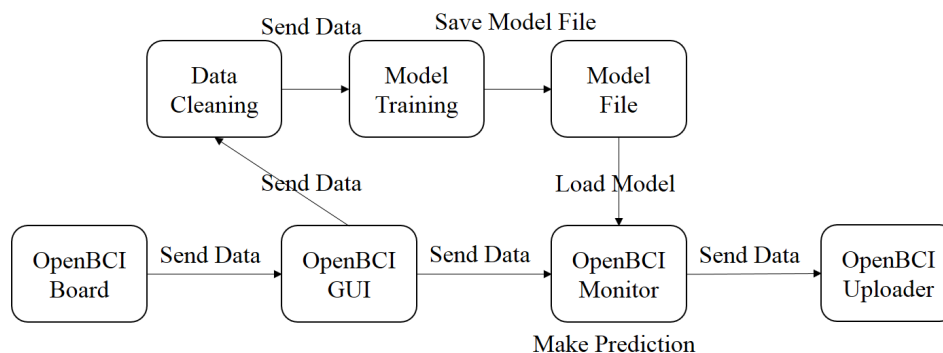 Send Data
Save Model File
Data
Cleaning
Model
Training
Model
File
Send Data
Load Model
OpenBCI
Board
Send Data
OpenBCI
GUI
Send Data
OpenBCI
Monitor
Send Data
OpenBCI
Uploader
Make Prediction